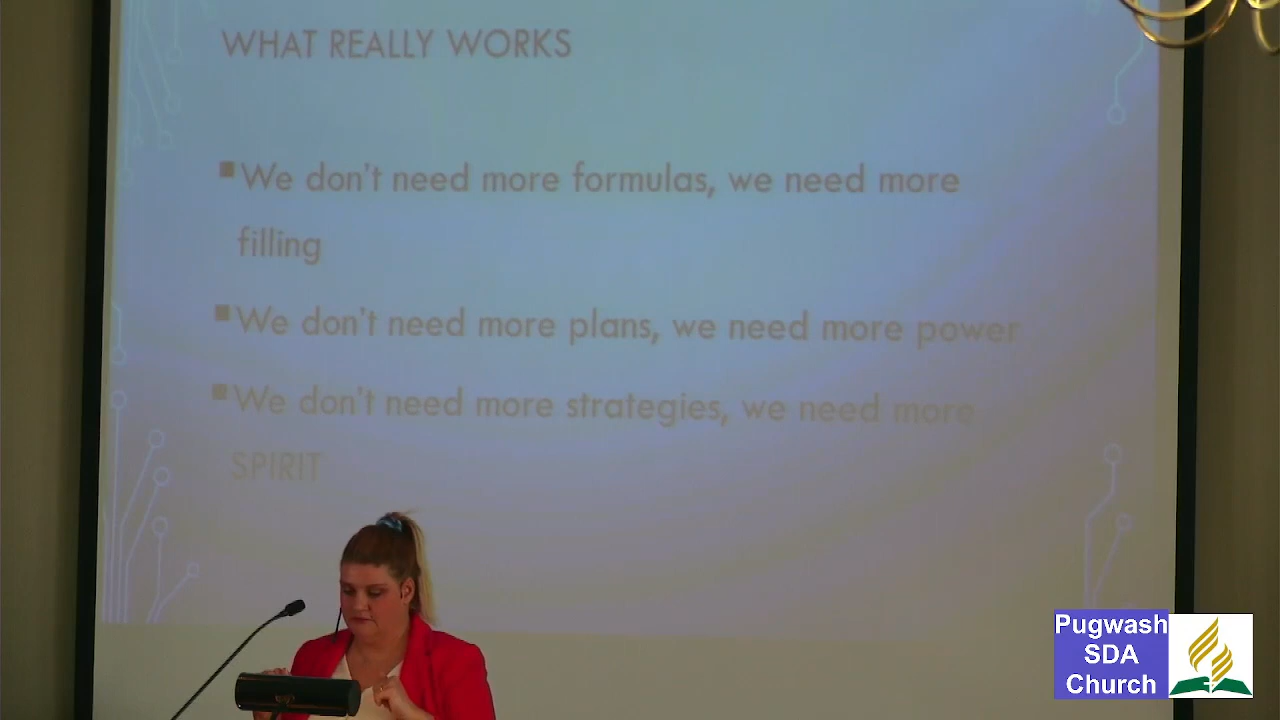 WHAT REALLY WORKS
We don't need more formulas, we need more
filling
We don't need more plans, we need more power
We don't need more strategies, we need more
SPIRIT
Pugwash
SDA
Church